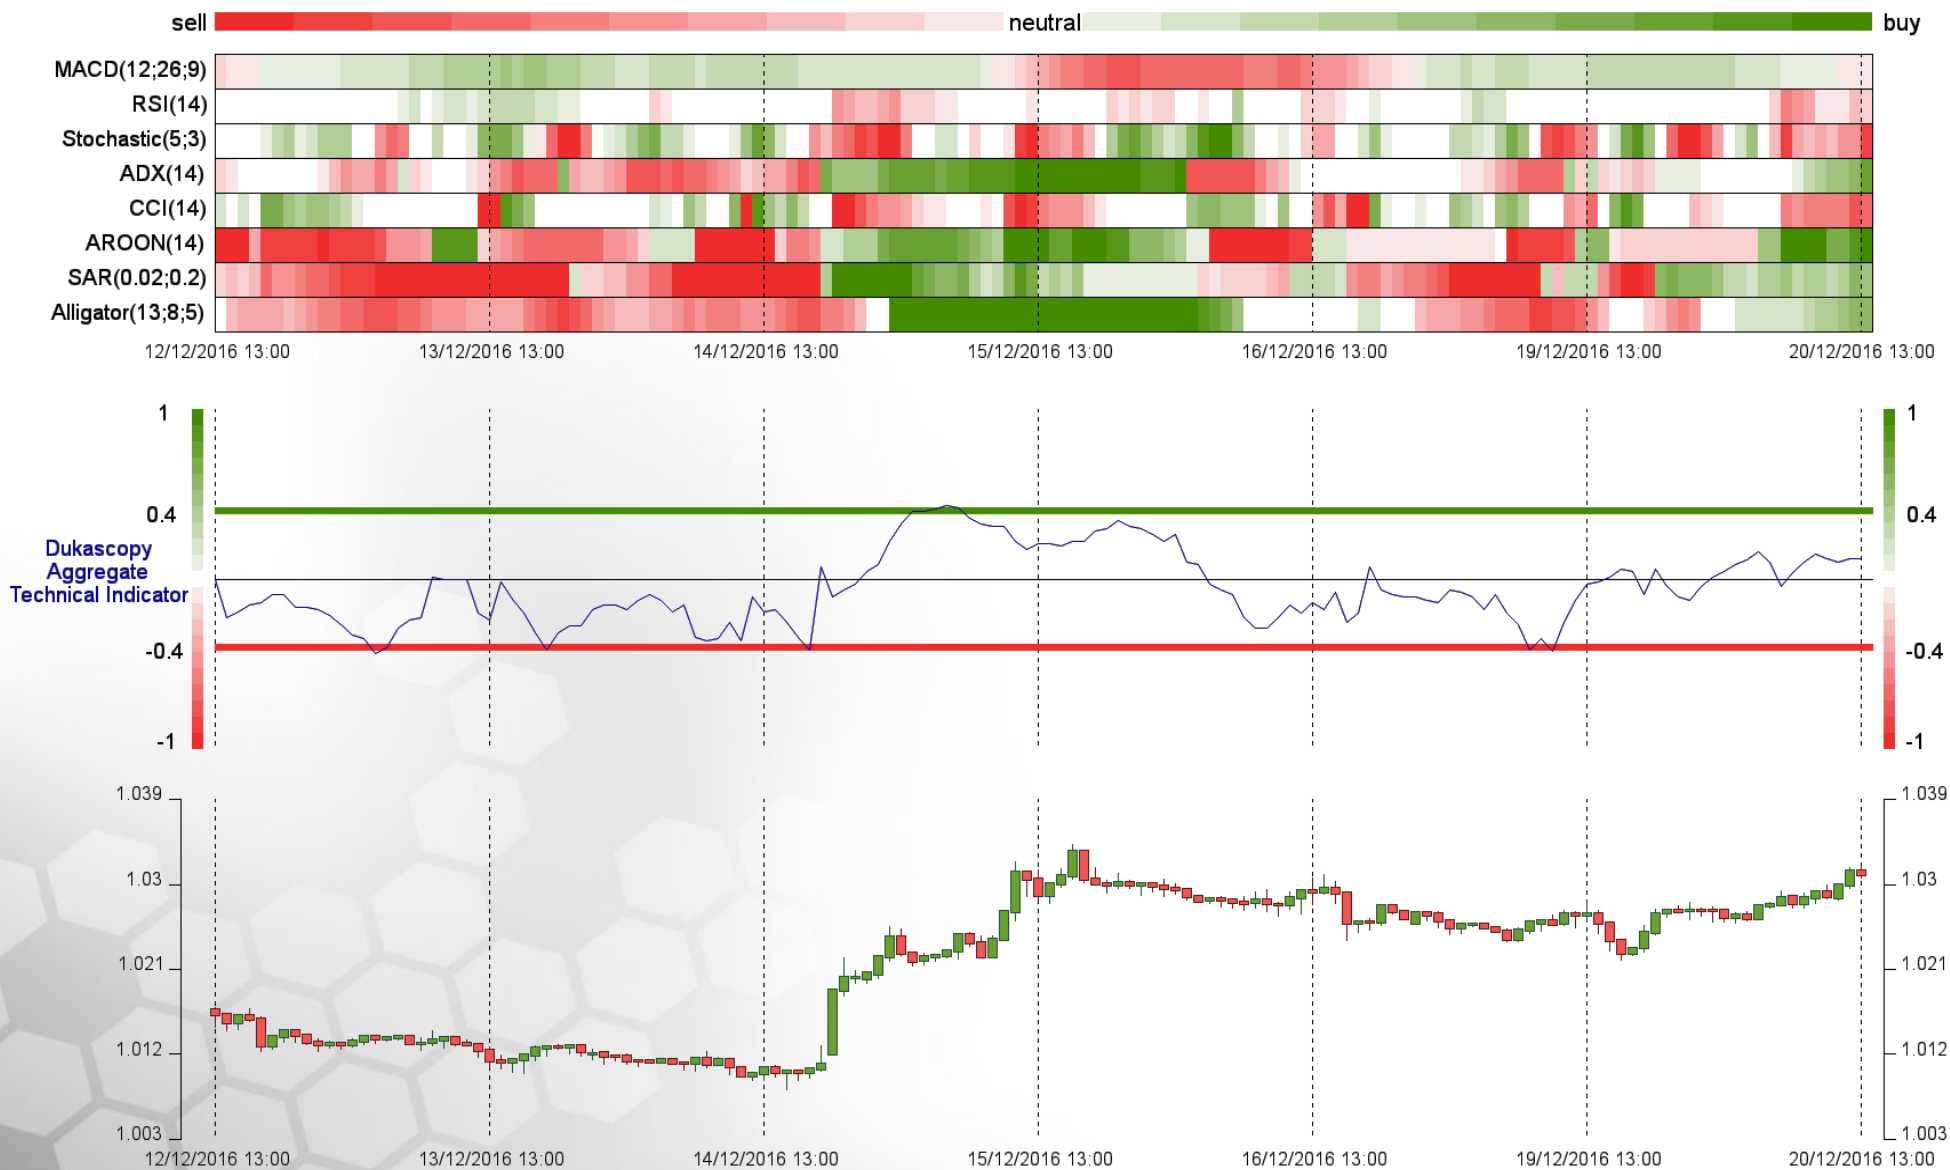 sell neutral buy
MACD(12;26;9)
RSI(14)
Stochastic(5;3)
ADX(14)
CCI(14)
AROON(14)
SAR(0.02;0.2)
Alligator(13;8;5)
12/12/2016 13:00 13/12/2016 13:00 14/12/2016 13:00 15/12/2016 13:00 16/12/2016 13:00 19/12/2016 13:00 20/12/2016 13:00
1 1
0.4 0.4
Dukascopy
Aggregate
Technical Indicator
-0.4 -0.4
-1 -1
1.039 1.039
1.03 1.03
1.021 1.021
1.012 1.012
1.003 1.003
12/12/2016 13:00 13/12/2016 13:00 14/12/2016 13:00 15/12/2016 13:00 16/12/2016 13:00 19/12/2016 13:00 20/12/2016 13:00